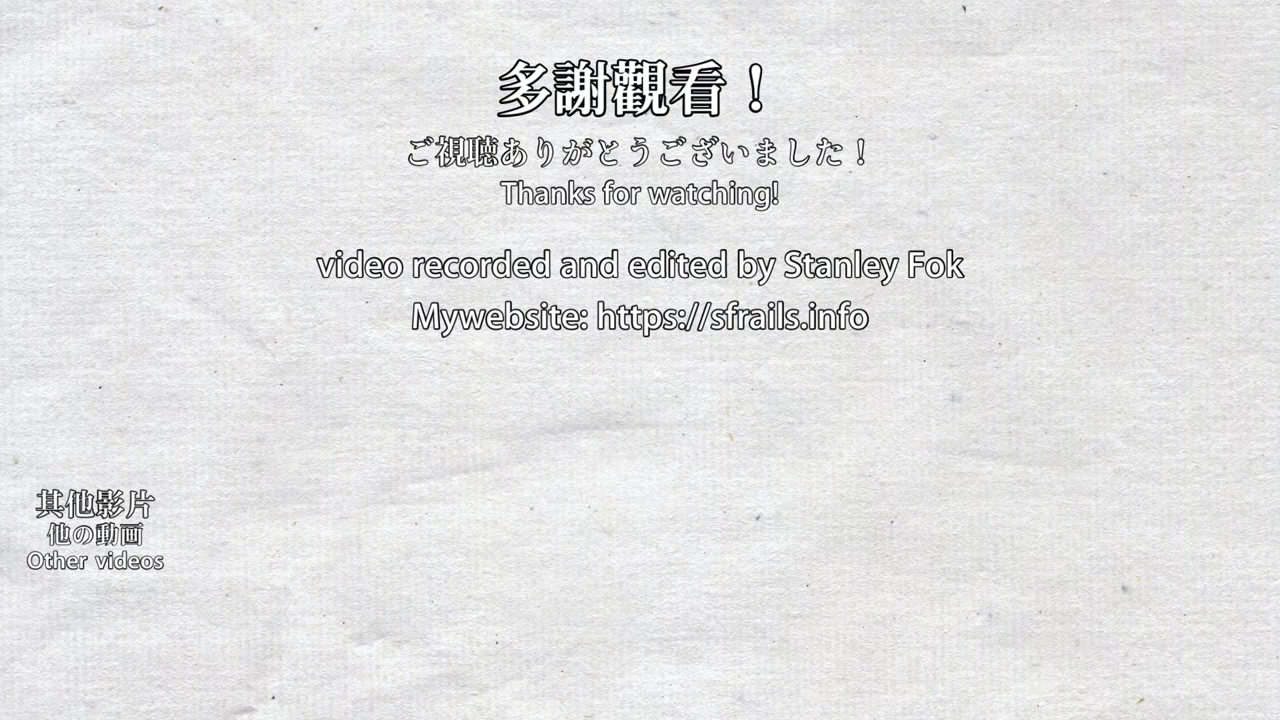 多謝觀看！
ご視聴ありがとうございました！
Thanks for watching!
video recorded and edited by Stanley Fok
Mywebsite: https://sfrails.info
其他影片
他の動画
Other videos